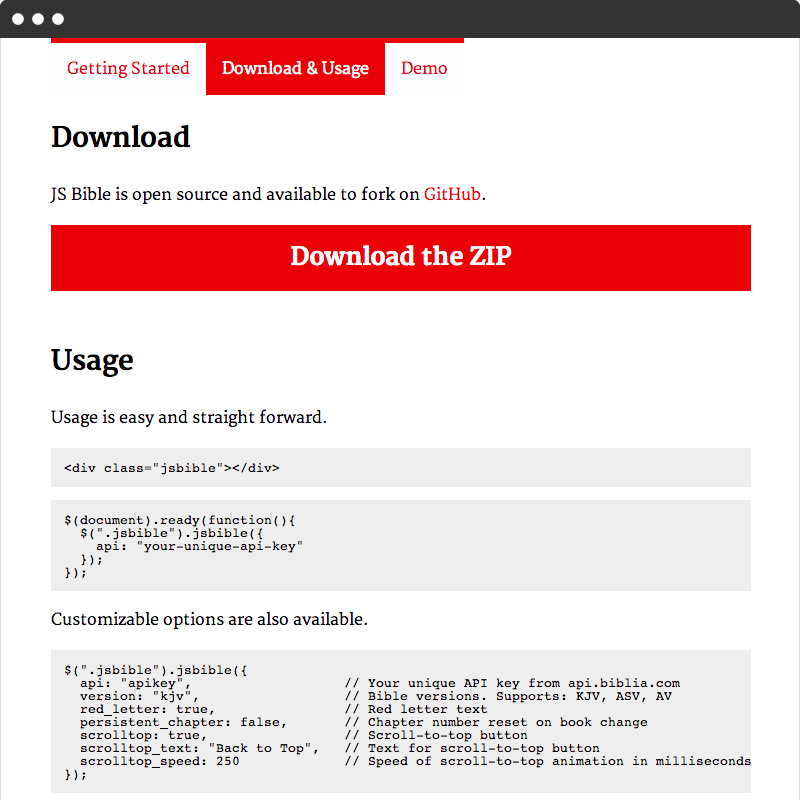 Getting Started Download & Usage Demo
Download
JS Bible is open source and available to fork on GitHub.
Download the ZIP
Usage
Usage is easy and straight forward.
<div class="jsbible"></div>
$(document).ready(function(){
  $(".jsbible").jsbible({
    api: "your-unique-api-key"
  });
});
Customizable options are also available.
$(".jsbible").jsbible({
  api: "apikey",                   // Your unique API key from api.biblia.com
  version: "kjv",                  // Bible versions. Supports: KJV, ASV, AV
  red_letter: true,                // Red letter text
  persistent_chapter: false,       // Chapter number reset on book change
  scrolltop: true,                 // Scroll-to-top button
  scrolltop_text: "Back to Top",   // Text for scroll-to-top button
  scrolltop_speed: 250             // Speed of scroll-to-top animation in milliseconds
});